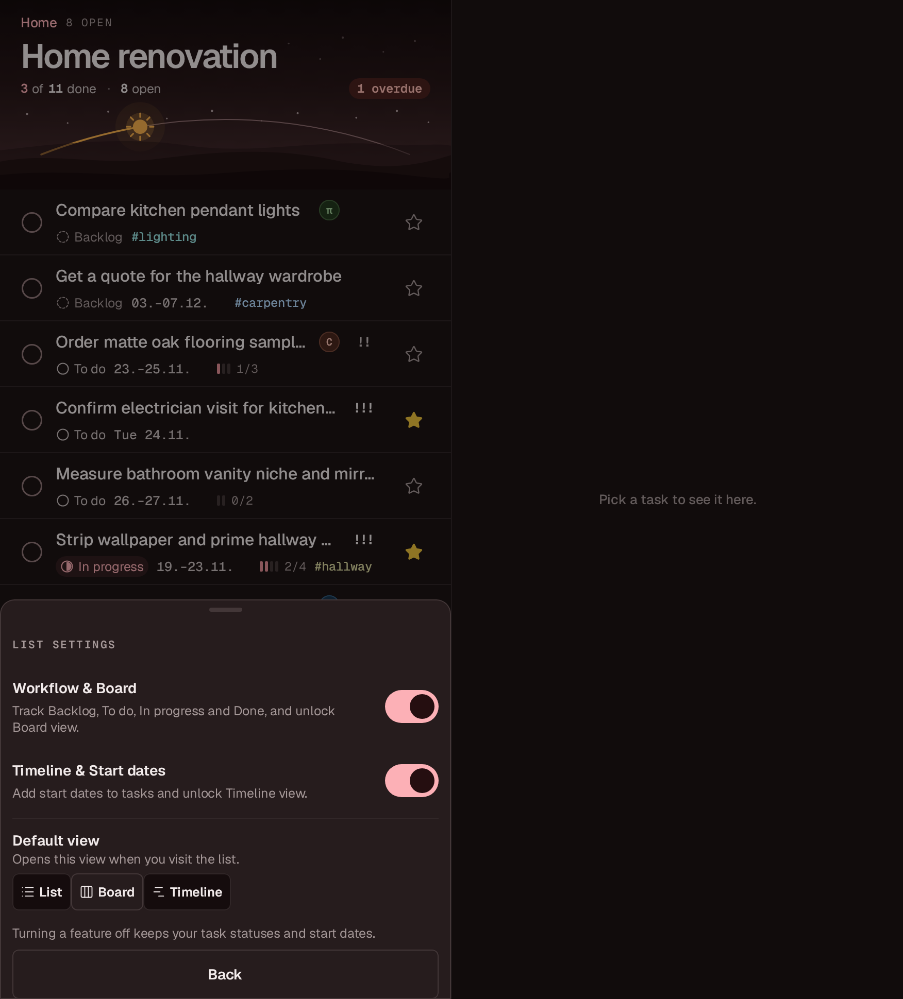 Home 8 OPEN
Home renovation
3 of 11 done · 8 open
1 overdue
Compare kitchen pendant lights π
Backlog #lighting
Get a quote for the hallway wardrobe
Backlog 03.–07.12. #carpentry
Order matte oak flooring sampl… C !!
To do 23.–25.11. 1/3
Confirm electrician visit for kitchen… !!!
To do Tue 24.11.
Measure bathroom vanity niche and mirr…
To do 26.–27.11. 0/2
Strip wallpaper and prime hallway … !!!
In progress 19.–23.11. 2/4 #hallway
Pick a task to see it here.
LIST SETTINGS
Workflow & Board
Track Backlog, To do, In progress and Done, and unlock
Board view.
Timeline & Start dates
Add start dates to tasks and unlock Timeline view.
Default view
Opens this view when you visit the list.
List Board Timeline
Turning a feature off keeps your task statuses and start dates.
Back